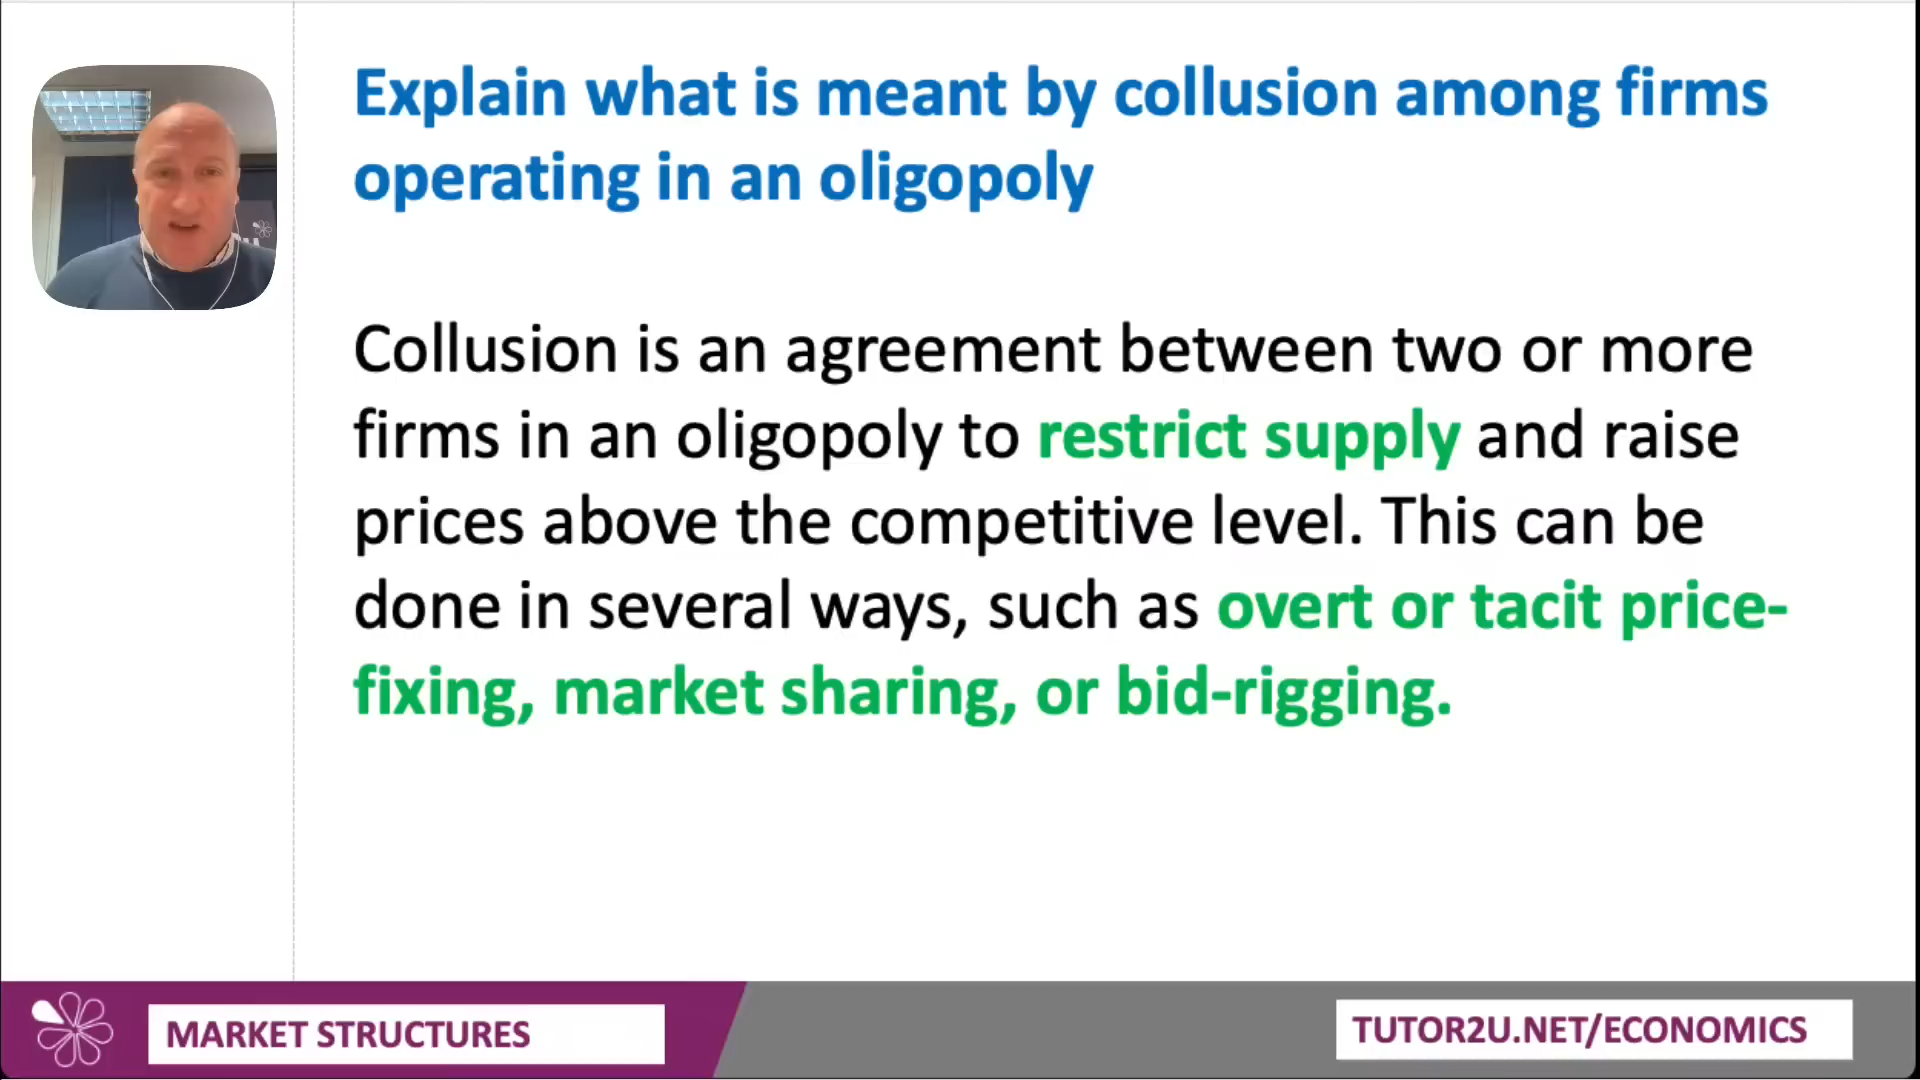 Explain what is meant by collusion among firms
operating in an oligopoly
Collusion is an agreement between two or more
firms in an oligopoly to restrict supply and raise
prices above the competitive level. This can be
done in several ways, such as overt or tacit price-
fixing, market sharing, or bid-rigging.
MARKET STRUCTURES
TUTOR2U.NET/ECONOMICS